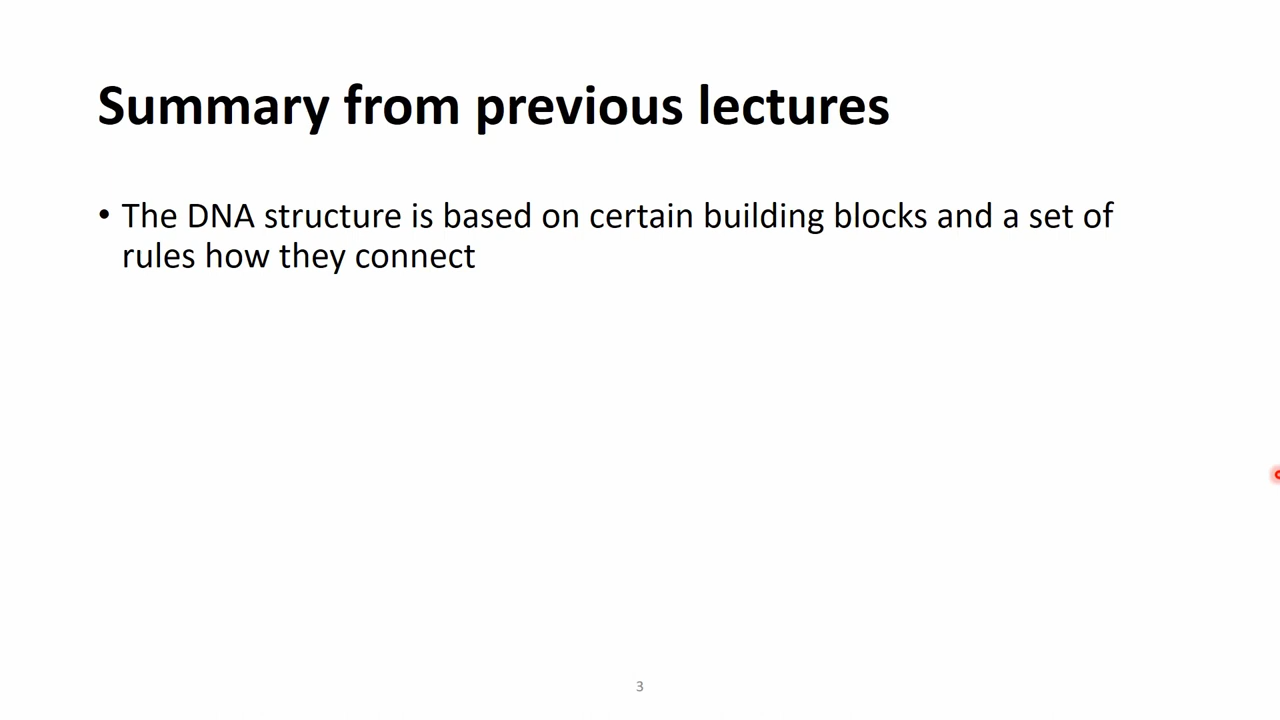 Summary from previous lectures
• The DNA structure is based on certain building blocks and a set of
rules how they connect
3